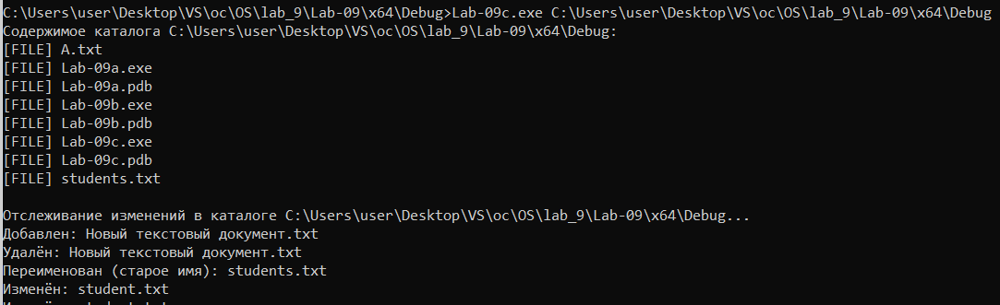 C:\Users\user\Desktop\VS\oc\OS\lab_9\Lab-09\x64\Debug>Lab-09c.exe C:\Users\user\Desktop\VS\oc\OS\lab_9\Lab-09\x64\Debug
Содержимое каталога C:\Users\user\Desktop\VS\oc\OS\lab_9\Lab-09\x64\Debug:
[FILE] A.txt
[FILE] Lab-09a.exe
[FILE] Lab-09a.pdb
[FILE] Lab-09b.exe
[FILE] Lab-09b.pdb
[FILE] Lab-09c.exe
[FILE] Lab-09c.pdb
[FILE] students.txt
Отслеживание изменений в каталоге C:\Users\user\Desktop\VS\oc\OS\lab_9\Lab-09\x64\Debug...
Добавлен: Новый текстовый документ.txt
Удалён: Новый текстовый документ.txt
Переименован (старое имя): students.txt
Изменён: student.txt